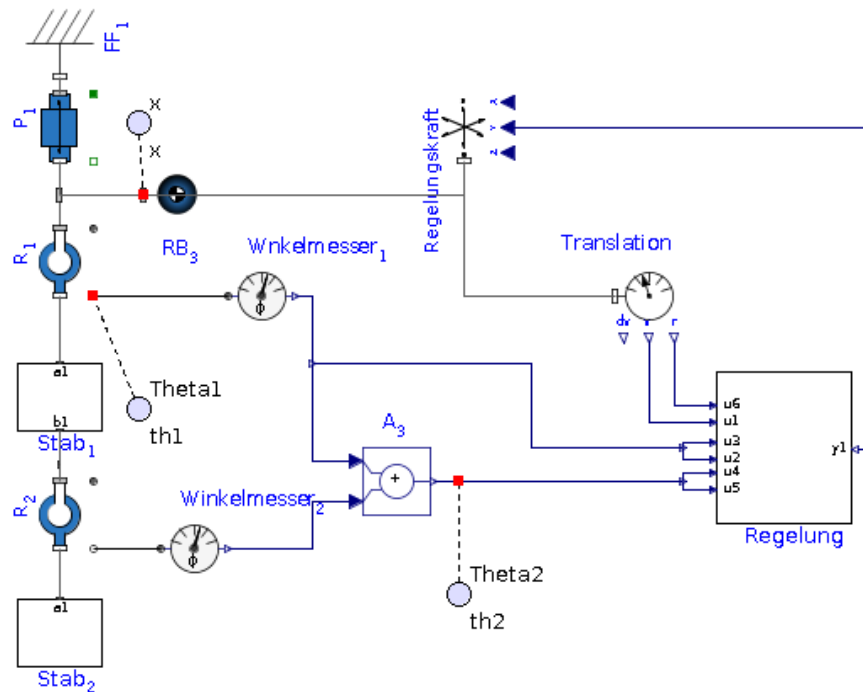 FF1
P1
x
x
Regelungskraft
x
y
z
R1
RB3
Wnkelmesser1
Translation
dv
v
r
a1
b1
Stab1
Theta1
th1
A3
+
u6
u1
u3
u2
u4
u5
y1
Regelung
R2
Winkelmesser2
ϕ
ϕ
Theta2
th2
a1
Stab2